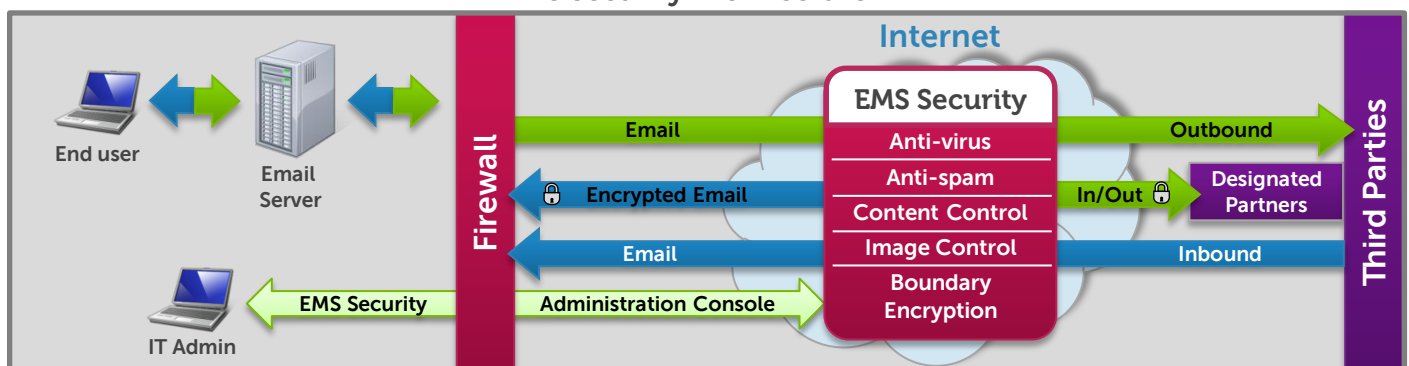 Internet
End user
Email
Server
Firewall
Email
Encrypted Email
Email
EMS Security
Anti-virus
Anti-spam
Content Control
Image Control
Boundary
Encryption
Outbound
In/Out
Designated
Partners
Inbound
Third Parties
IT Admin
EMS Security
Administration Console